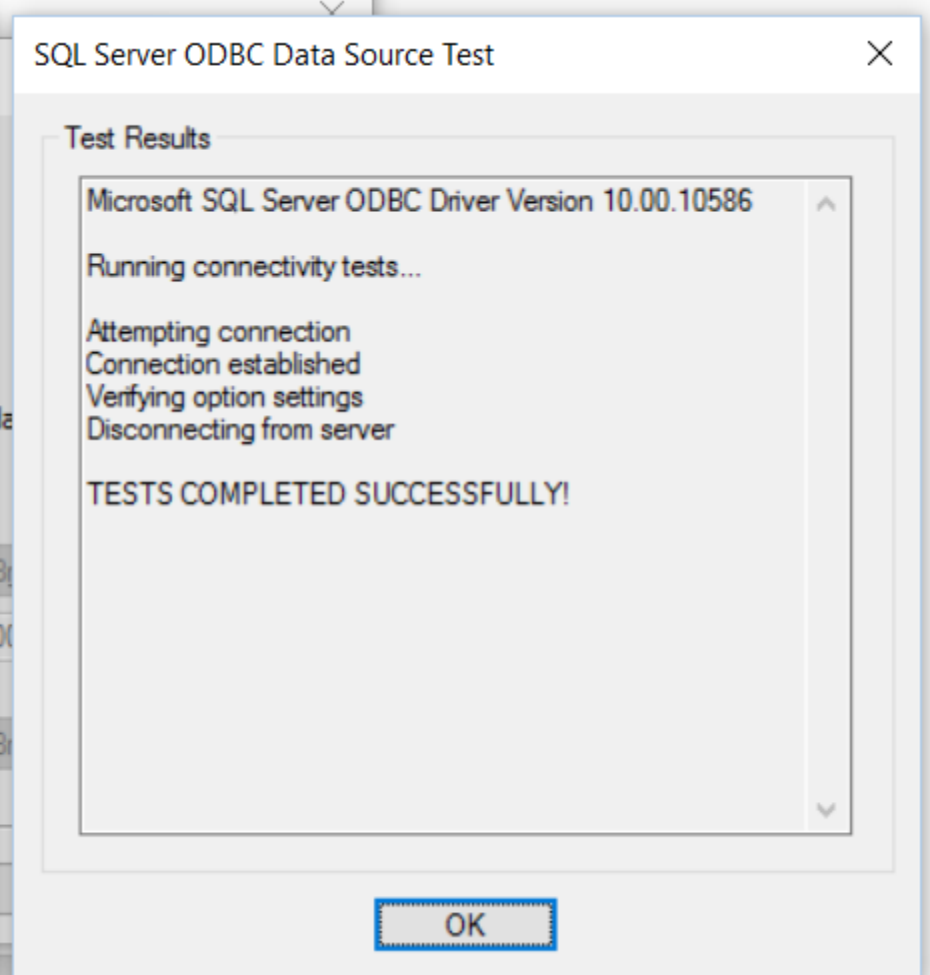 SQL Server ODBC Data Source Test
Test Results
Microsoft SQL Server ODBC Driver Version 10.00.10586
Running connectivity tests...
Attempting connection
Connection established
Verifying option settings
Disconnecting from server
TESTS COMPLETED SUCCESSFULLY!
OK